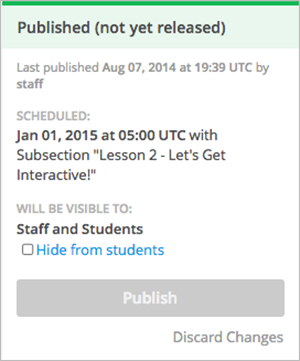 Published (not yet released)
Last published Aug 07, 2014 at 19:39 UTC by
staff
SCHEDULED:
Jan 01, 2015 at 05:00 UTC with
Subsection "Lesson 2 - Let's Get
Interactive!"
WILL BE VISIBLE TO:
Staff and Students
Hide from students
Publish
Discard Changes